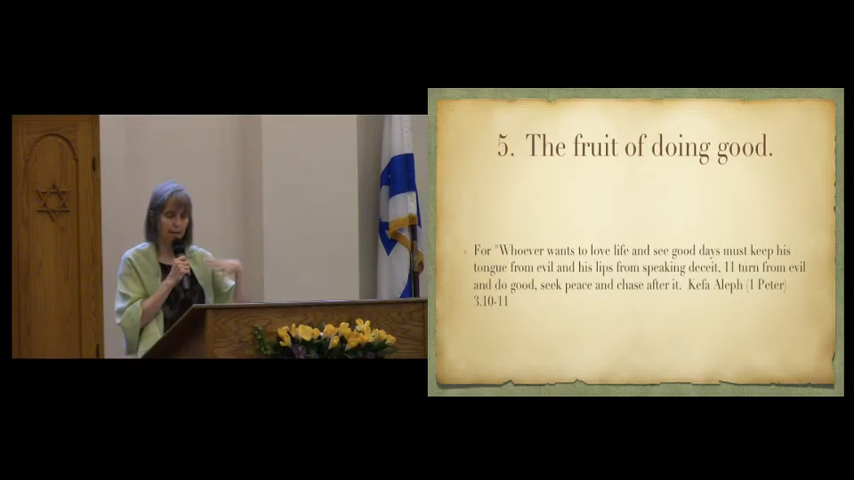 5. The fruit of doing good.
For "Whoever wants to love life and see good days must keep his
tongue from evil and his lips from speaking deceit, 11 turn from evil
and do good, seek peace and chase after it. Kefa Aleph (1 Peter)
3.10-11